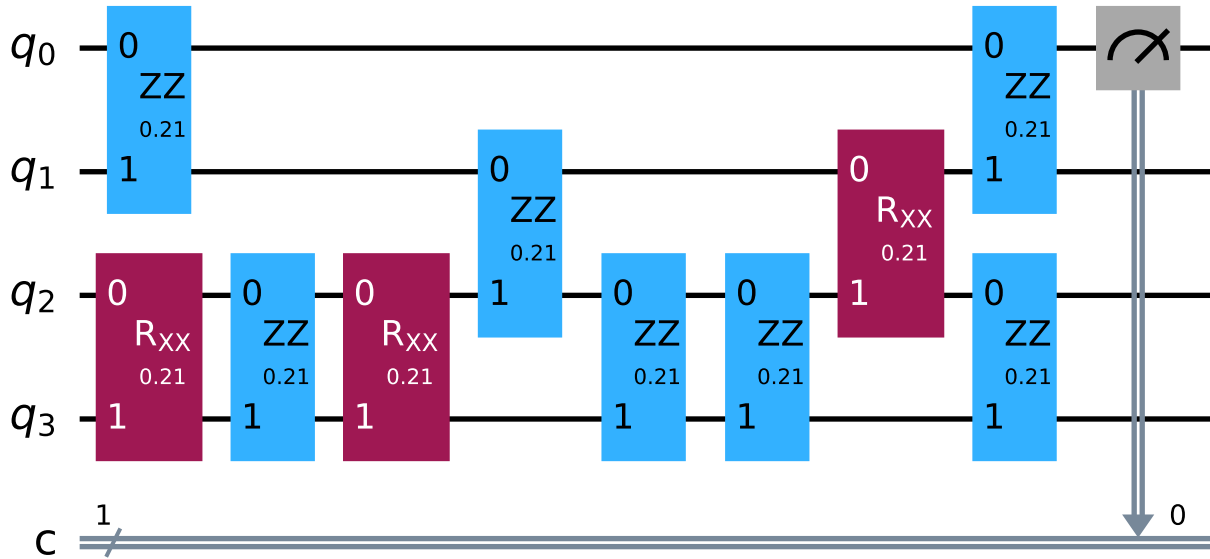 q0 0 ZZ 0.21 1 0 ZZ 0.21 1
q1 0 ZZ 0.21 1 0 RXX 0.21 1
q2 0 RXX 0.21 1 0 ZZ 0.21 1 0 RXX 0.21 1 0 ZZ 0.21 1 0 ZZ 0.21 1 0 ZZ 0.21 1
q3
c 1 0